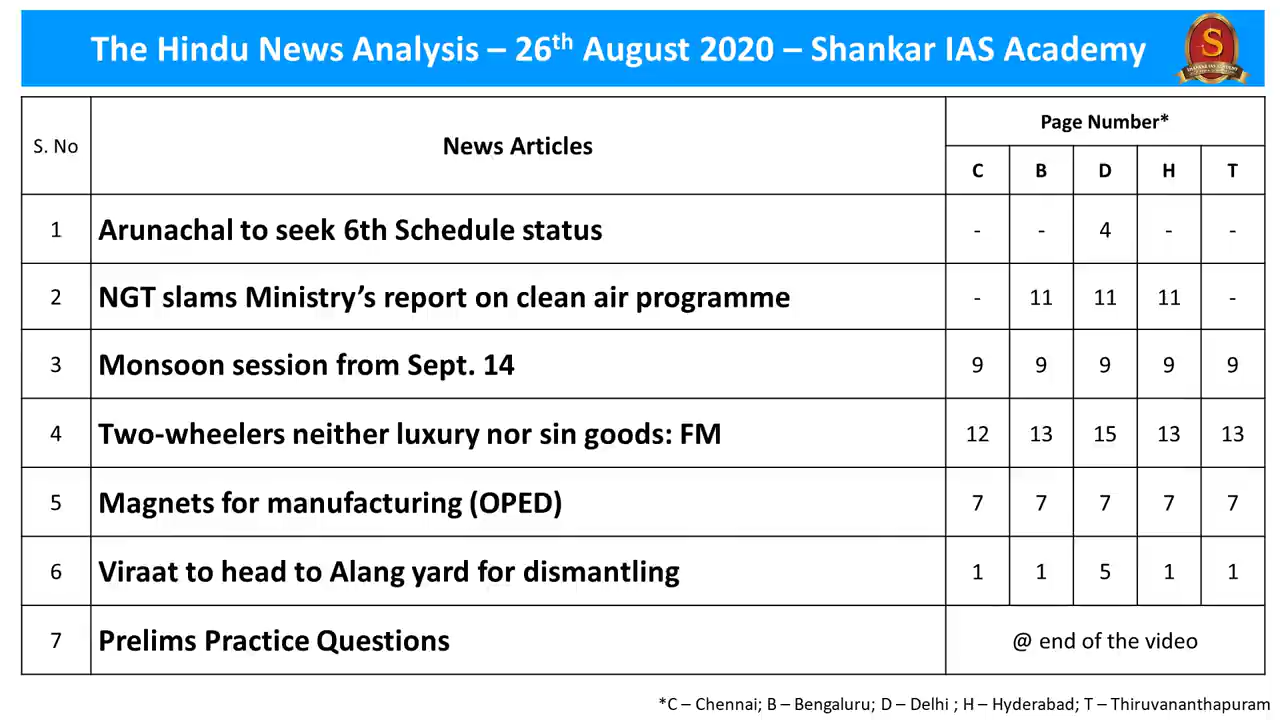 The Hindu News Analysis – 26th August 2020 – Shankar IAS Academy
S
S. No News Articles Page Number*
C B D H T
1 Arunachal to seek 6th Schedule status - - 4 - -
2 NGT slams Ministry’s report on clean air programme - 11 11 11 -
3 Monsoon session from Sept. 14 9 9 9 9 9
4 Two-wheelers neither luxury nor sin goods: FM 12 13 15 13 13
5 Magnets for manufacturing (OPED) 7 7 7 7 7
6 Viraat to head to Alang yard for dismantling 1 1 5 1 1
7 Prelims Practice Questions @ end of the video
*C – Chennai; B – Bengaluru; D – Delhi ; H – Hyderabad; T – Thiruvananthapuram